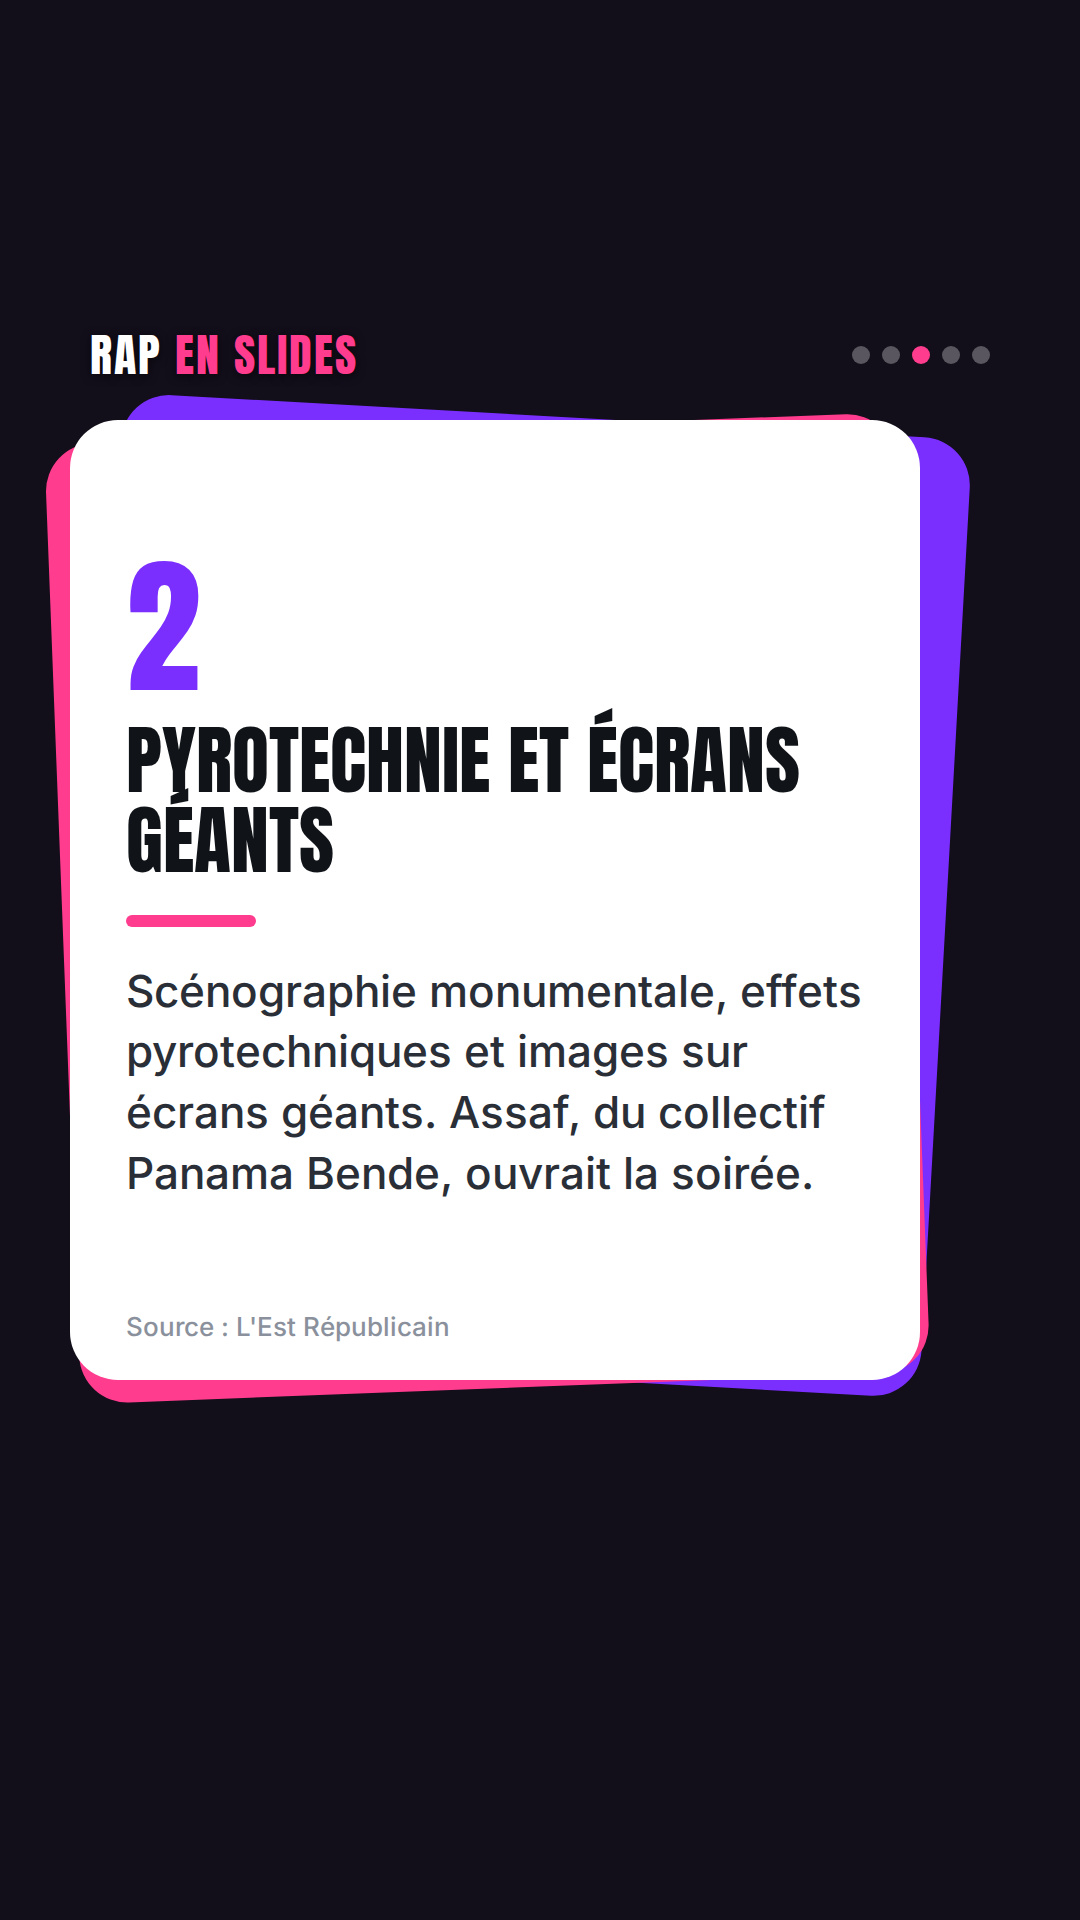 RAP EN SLIDES
2
PYROTECHNIE ET ÉCRANS
GÉANTS
Scénographie monumentale, effets
pyrotechniques et images sur
écrans géants. Assaf, du collectif
Panama Bende, ouvrait la soirée.
Source : L'Est Républicain